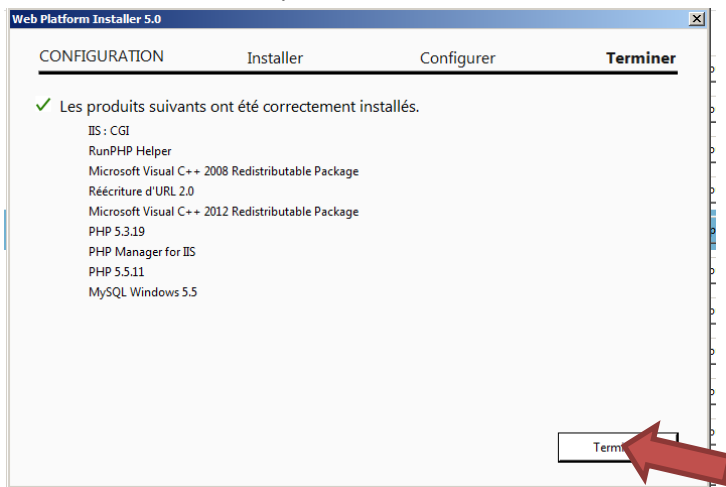 Web Platform Installer 5.0
CONFIGURATION Installer Configurer Terminer
Les produits suivants ont été correctement installés.
IIS : CGI
RunPHP Helper
Microsoft Visual C++ 2008 Redistributable Package
Réécriture d'URL 2.0
Microsoft Visual C++ 2012 Redistributable Package
PHP 5.3.19
PHP Manager for IIS
PHP 5.5.11
MySQL Windows 5.5